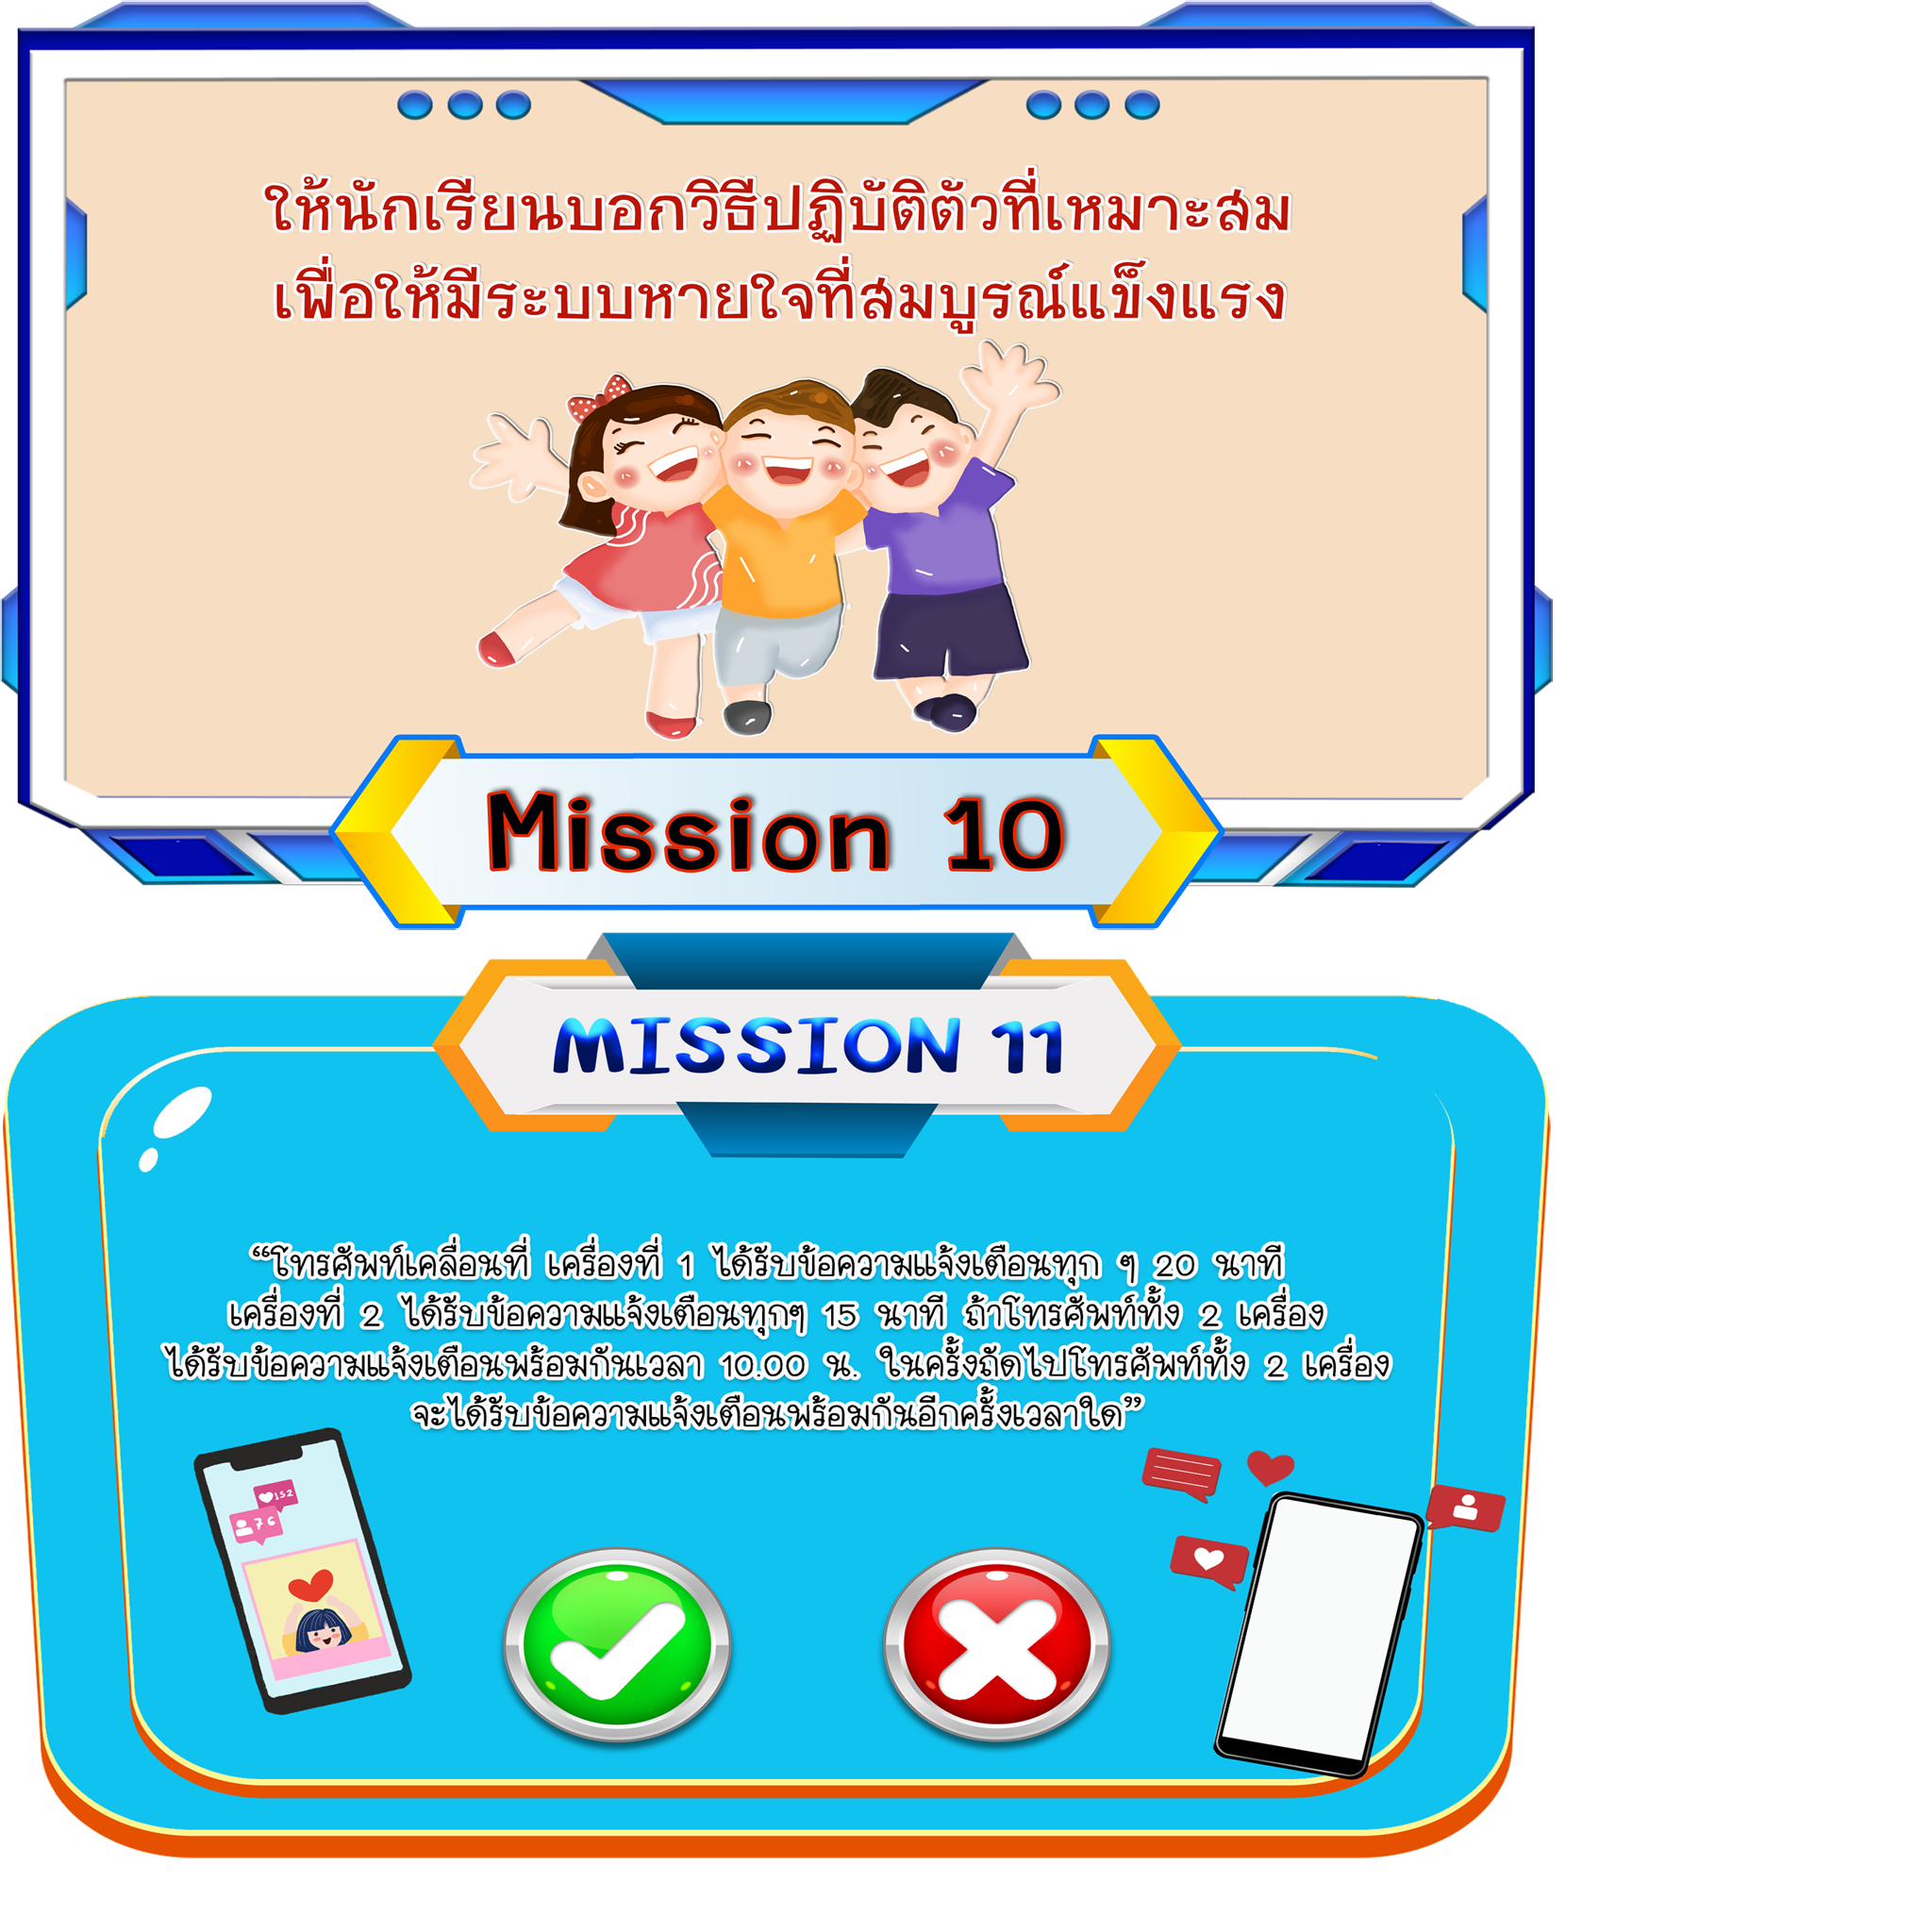 ให้นักเรียนบอกวิธีปฏิบัติตัวที่เหมาะสม
เพื่อให้มีระบบหายใจที่สมบูรณ์แข็งแรง
Mission 10
MISSION 11
“โทรศัพท์เคลื่อนที่ เครื่องที่ 1 ได้รับข้อความแจ้งเตือนทุก ๆ 20 นาที
เครื่องที่ 2 ได้รับข้อความแจ้งเตือนทุกๆ 15 นาที ถ้าโทรศัพท์ทั้ง 2 เครื่อง
ได้รับข้อความแจ้งเตือนพร้อมกันเวลา 10.00 น. ในครั้งถัดไปโทรศัพท์ทั้ง 2 เครื่อง
จะได้รับข้อความแจ้งเตือนพร้อมกันอีกครั้งเวลาใด”
152
76